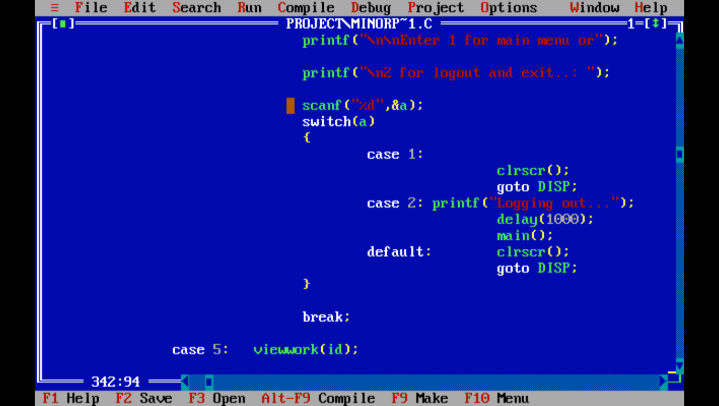 ≡ File Edit Search Run Compile Debug Project Options Window Help
[■] PROJECT\MINORP~1.C 1=[↕]
printf("\n\nEnter 1 for main menu or");
printf("\n2 for logout and exit..: ");
scanf("%d",&a);
switch(a)
{
case 1:
clrscr();
goto DISP;
case 2: printf("Logging out...");
delay(1000);
main();
default: clrscr();
goto DISP;
}
break;
case 5: viewwork(id);
342:94
F1 Help F2 Save F3 Open Alt-F9 Compile F9 Make F10 Menu